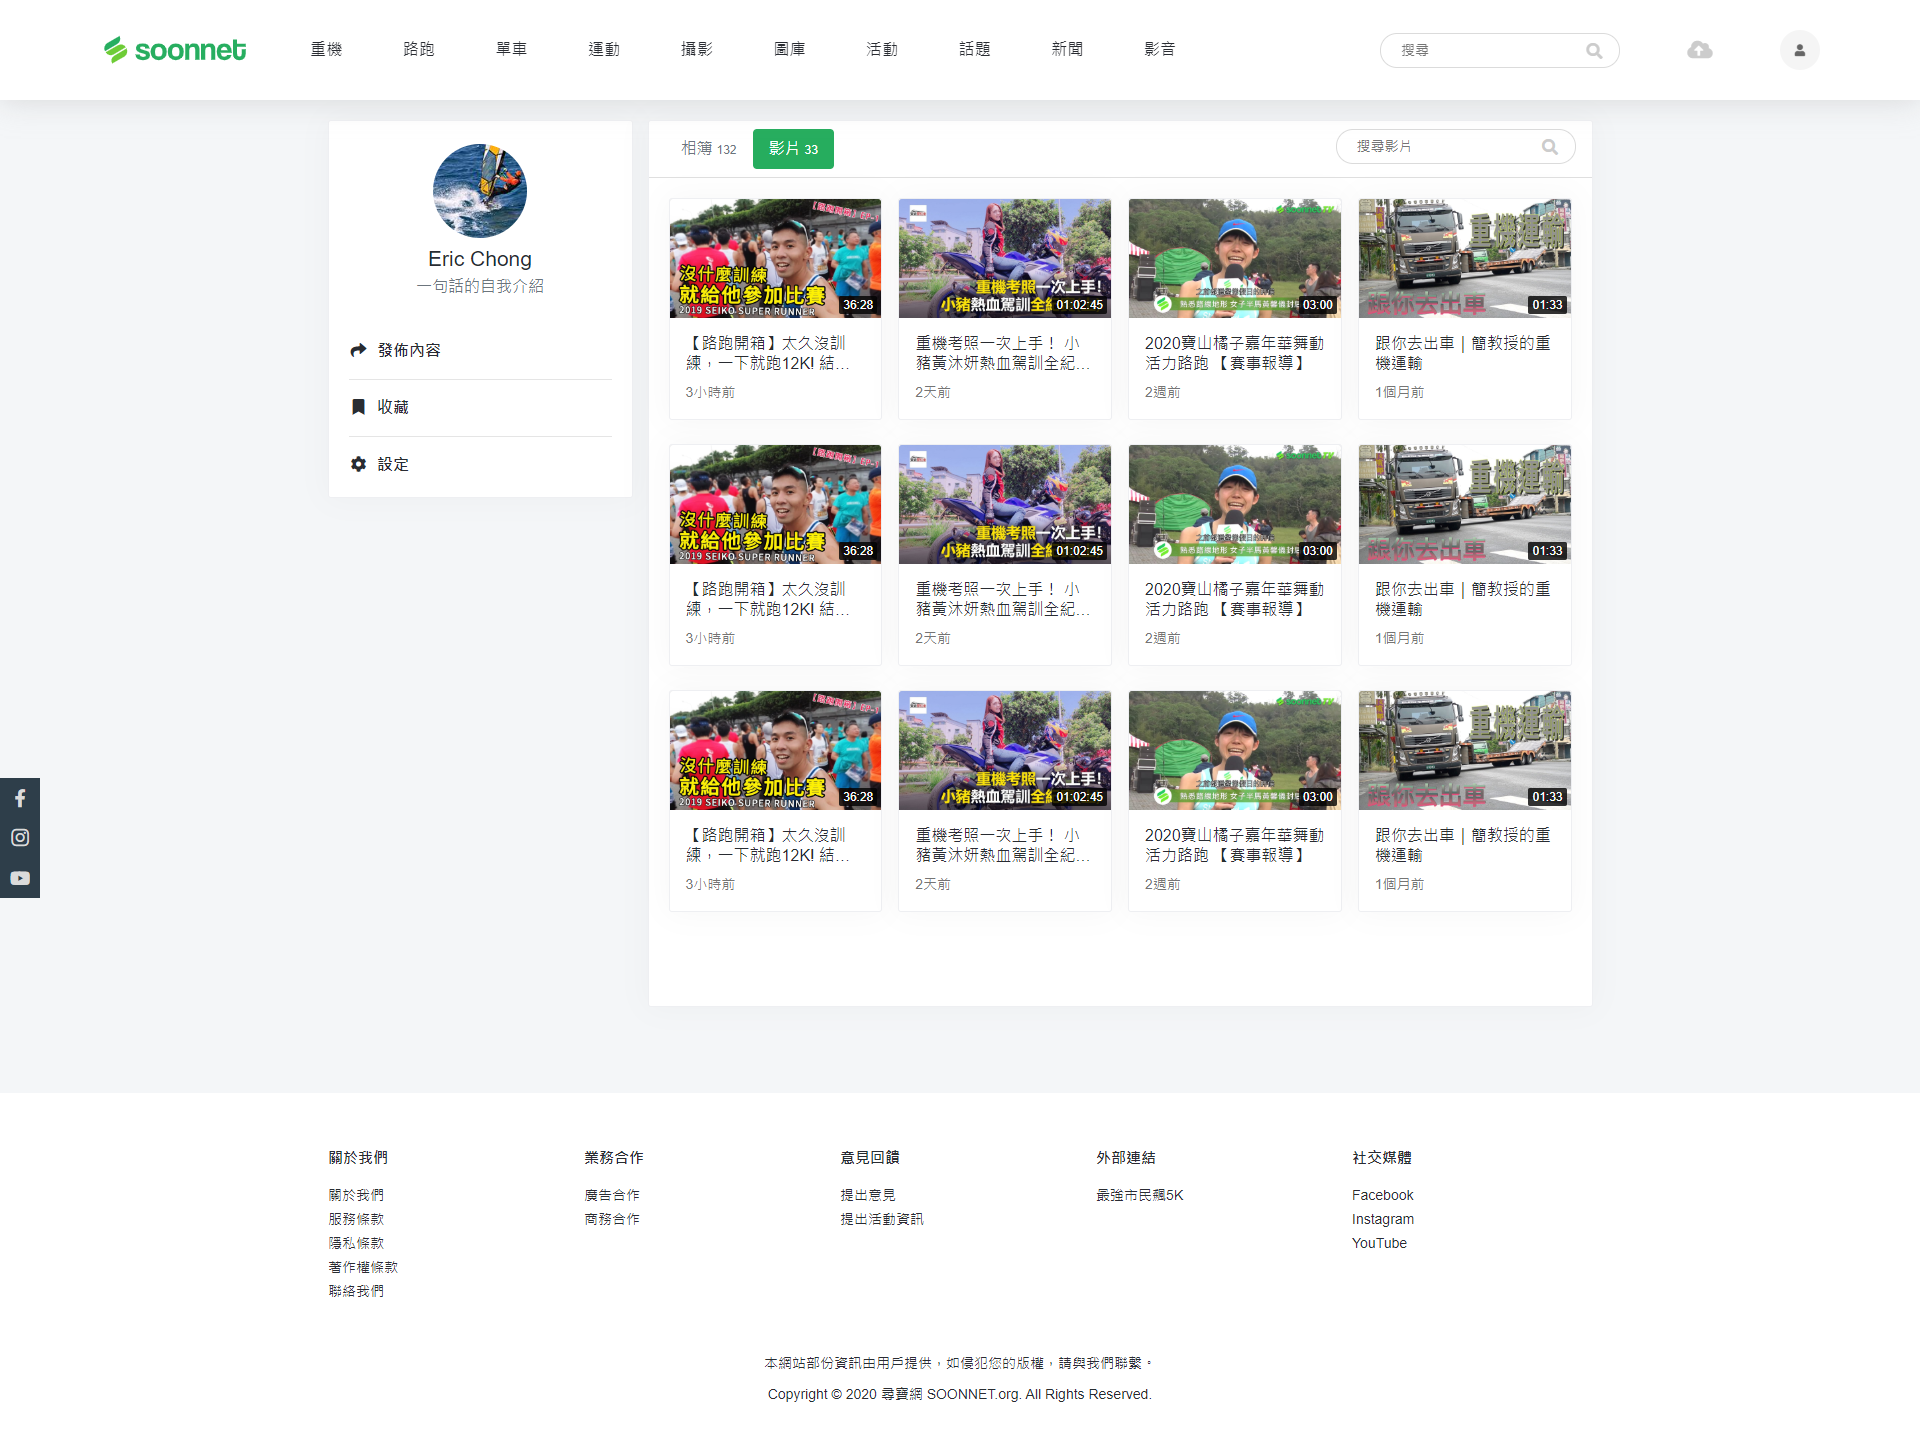 soonnet
重機 路跑 單車 運動 攝影 圖庫 活動 話題 新聞 影音
搜尋
Eric Chong
一句話的自我介紹
發佈內容
收藏
設定
相簿 132 影片 33
搜尋影片
沒什麼訓練
就給他參加比賽
2019 SEIKO SUPER RUNNER
36:28
重機考照一次上手!
小豬熱血駕訓全紀
01:02:45
soonnet
03:00
重機運輸
跟你去出車
01:33
【路跑開箱】太久沒訓
練，一下就跑12K! 結...
3小時前
重機考照一次上手！ 小
豬黃沐妍熱血駕訓全紀...
2天前
2020寶山橘子嘉年華舞動
活力路跑 【賽事報導】
2週前
跟你去出車｜簡教授的重
機運輸
1個月前
沒什麼訓練
就給他參加比賽
2019 SEIKO SUPER RUNNER
36:28
重機考照一次上手!
小豬熱血駕訓全紀
01:02:45
soonnet
03:00
重機運輸
跟你去出車
01:33
【路跑開箱】太久沒訓
練，一下就跑12K! 結...
3小時前
重機考照一次上手！ 小
豬黃沐妍熱血駕訓全紀...
2天前
2020寶山橘子嘉年華舞動
活力路跑 【賽事報導】
2週前
跟你去出車｜簡教授的重
機運輸
1個月前
沒什麼訓練
就給他參加比賽
2019 SEIKO SUPER RUNNER
36:28
重機考照一次上手!
小豬熱血駕訓全紀
01:02:45
soonnet
03:00
重機運輸
跟你去出車
01:33
【路跑開箱】太久沒訓
練，一下就跑12K! 結...
3小時前
重機考照一次上手！ 小
豬黃沐妍熱血駕訓全紀...
2天前
2020寶山橘子嘉年華舞動
活力路跑 【賽事報導】
2週前
跟你去出車｜簡教授的重
機運輸
1個月前
關於我們
關於我們
服務條款
隱私條款
著作權條款
聯絡我們
業務合作
廣告合作
商務合作
意見回饋
提出意見
提出活動資訊
外部連結
最強市民飆5K
社交媒體
Facebook
Instagram
YouTube
本網站部份資訊由用戶提供，如侵犯您的版權，請與我們聯繫。
Copyright © 2020 尋寶網 SOONNET.org. All Rights Reserved.